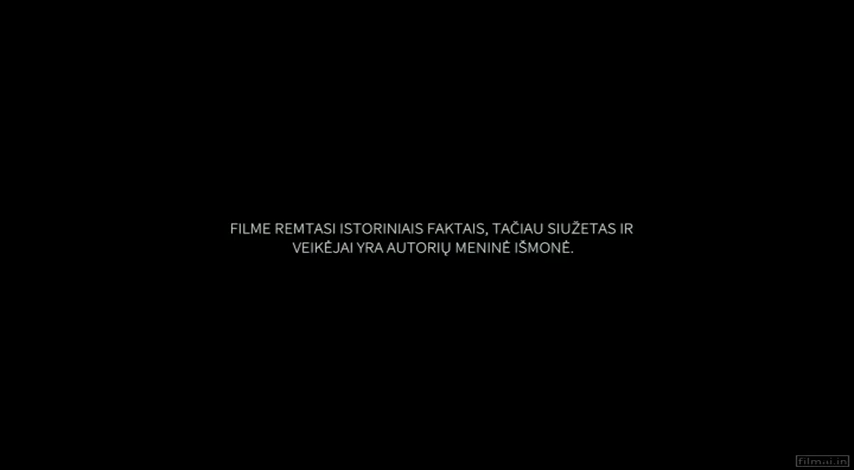 FILME REMTASI ISTORINIAIS FAKTAIS, TAČIAU SIUŽETAS IR
VEIKĖJAI YRA AUTORIŲ MENINĖ IŠMONĖ.
filmai.in